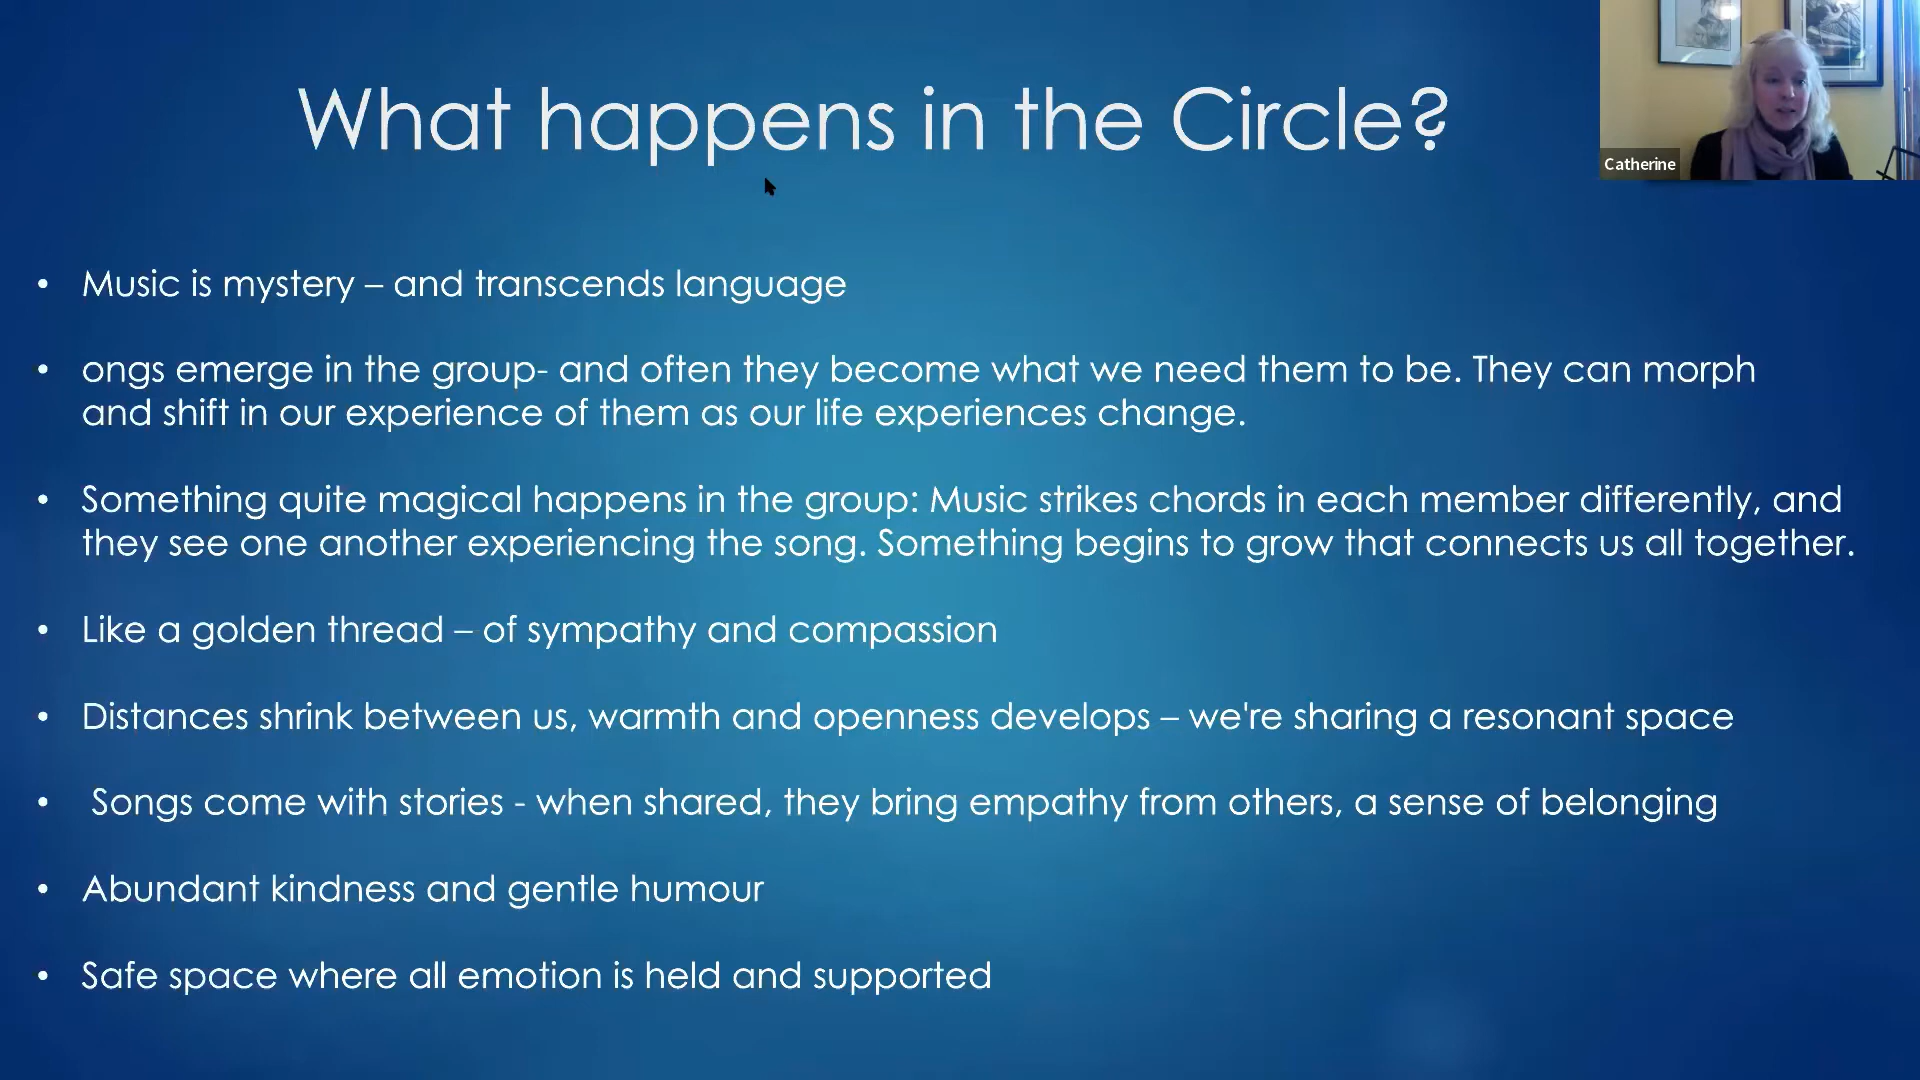 What happens in the Circle?
Catherine
• Music is mystery – and transcends language
• ongs emerge in the group- and often they become what we need them to be. They can morph
and shift in our experience of them as our life experiences change.
• Something quite magical happens in the group: Music strikes chords in each member differently, and
they see one another experiencing the song. Something begins to grow that connects us all together.
• Like a golden thread – of sympathy and compassion
• Distances shrink between us, warmth and openness develops – we're sharing a resonant space
• Songs come with stories - when shared, they bring empathy from others, a sense of belonging
• Abundant kindness and gentle humour
• Safe space where all emotion is held and supported